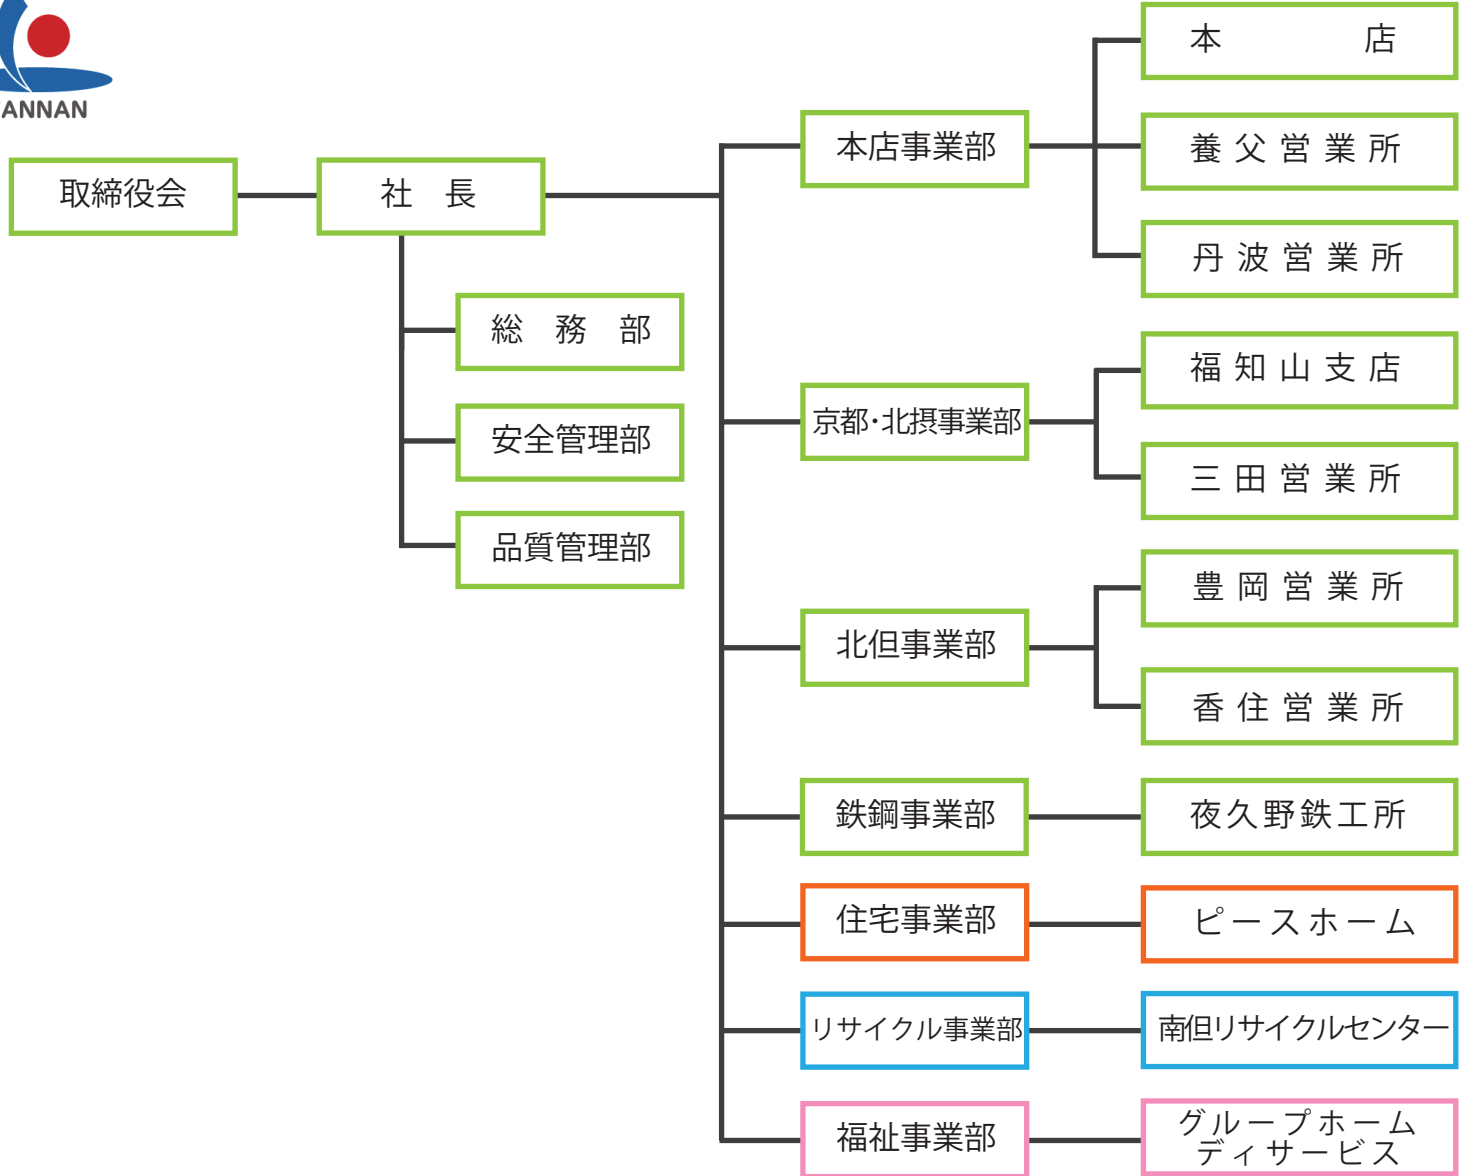 ANNAN
取締役会
社　長
総　務　部
安全管理部
品質管理部
本店事業部
本　店
養父営業所
丹波営業所
京都・北摂事業部
福知山支店
三田営業所
北但事業部
豊岡営業所
香住営業所
鉄鋼事業部
夜久野鉄工所
住宅事業部
ピースホーム
リサイクル事業部
南但リサイクルセンター
福祉事業部
グループホーム
ディサービス